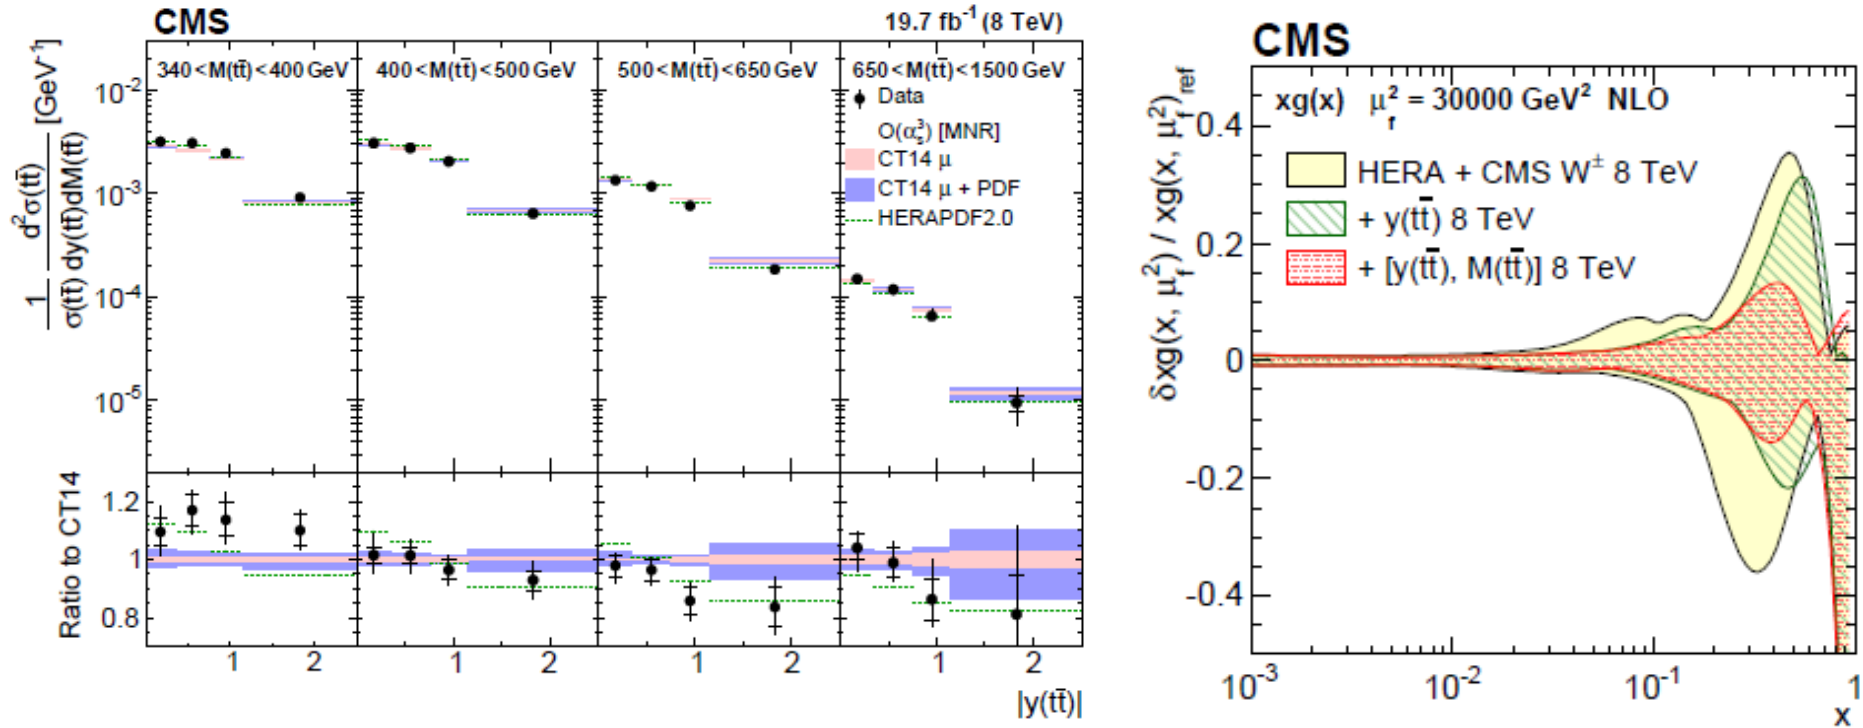 CMS
19.7 fb⁻¹ (8 TeV)
340 < M(tt̄) < 400 GeV
400 < M(tt̄) < 500 GeV
500 < M(tt̄) < 650 GeV
650 < M(tt̄) < 1500 GeV
Data
O(α_s³) [MNR]
CT14 μ
CT14 μ + PDF
HERAPDF2.0
1/σ(tt̄) d²σ(tt̄)/dy(tt̄)dM(tt̄) [GeV⁻¹]
10⁻²
10⁻³
10⁻⁴
10⁻⁵
Ratio to CT14
1.2
1
0.8
1 2 1 2 1 2 1 2
|y(tt̄)|
CMS
xg(x) μ_f² = 30000 GeV² NLO
HERA + CMS W± 8 TeV
+ y(tt̄) 8 TeV
+ [y(tt̄), M(tt̄)] 8 TeV
δxg(x, μ_f²) / xg(x, μ_f²)_ref
0.4
0.2
0
-0.2
-0.4
10⁻³ 10⁻² 10⁻¹ 1
x